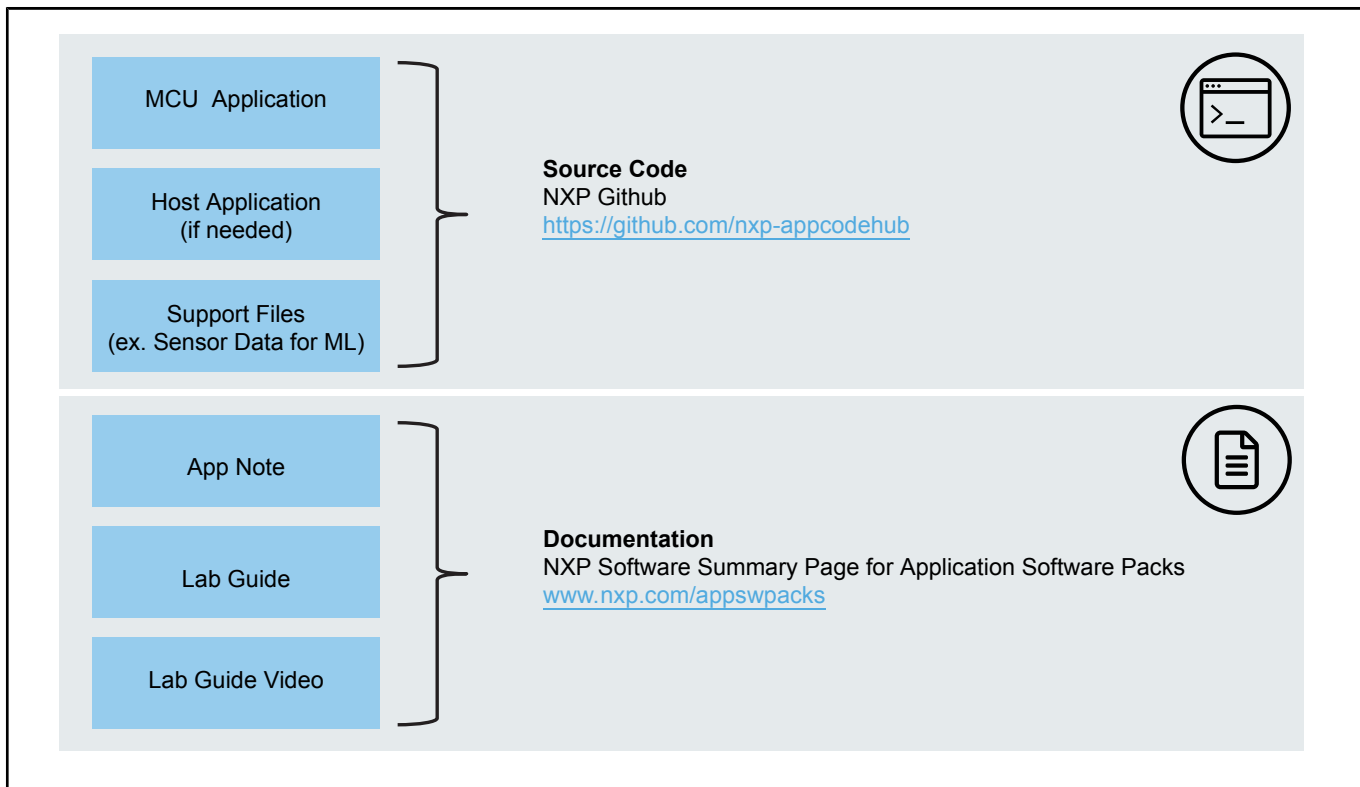 MCU Application
Host Application
(if needed)
Support Files
(ex. Sensor Data for ML)
Source Code
NXP Github
https://github.com/nxp-appcodehub
>_
App Note
Lab Guide
Lab Guide Video
Documentation
NXP Software Summary Page for Application Software Packs
www.nxp.com/appswpacks